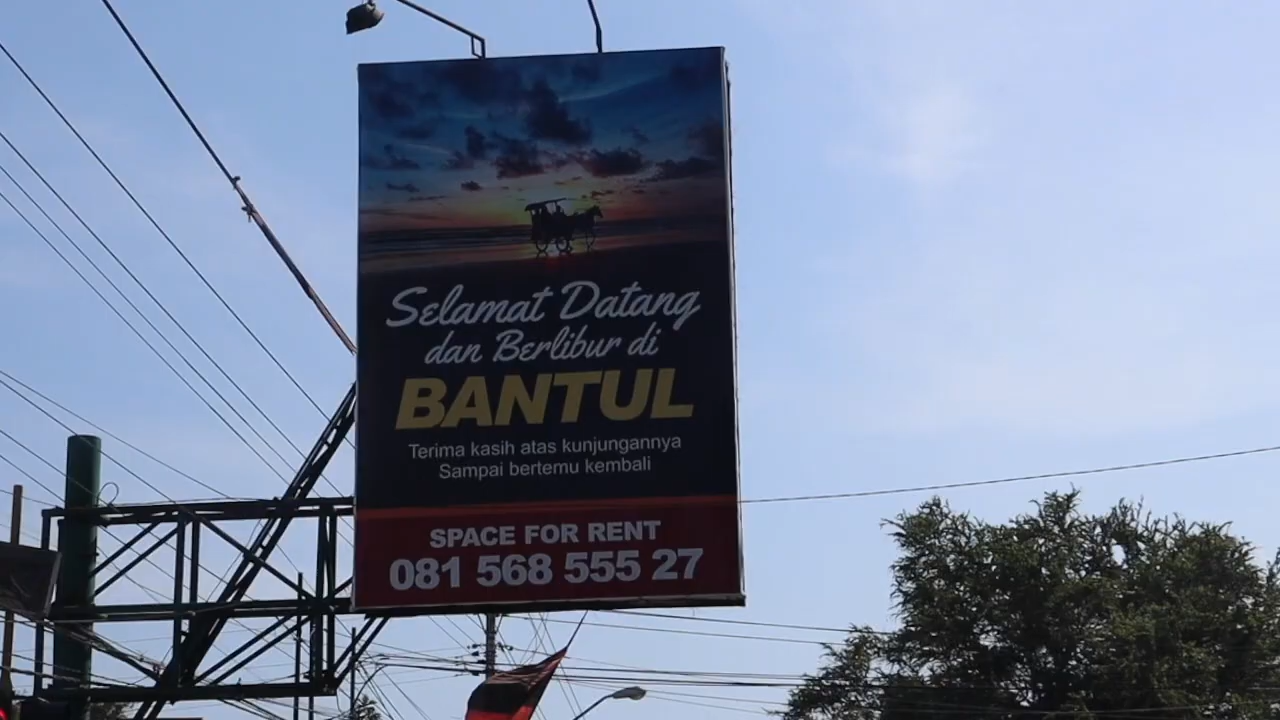 Selamat Datang
dan Berlibur di
BANTUL
Terima kasih atas kunjungannya
Sampai bertemu kembali
SPACE FOR RENT
081 568 555 27